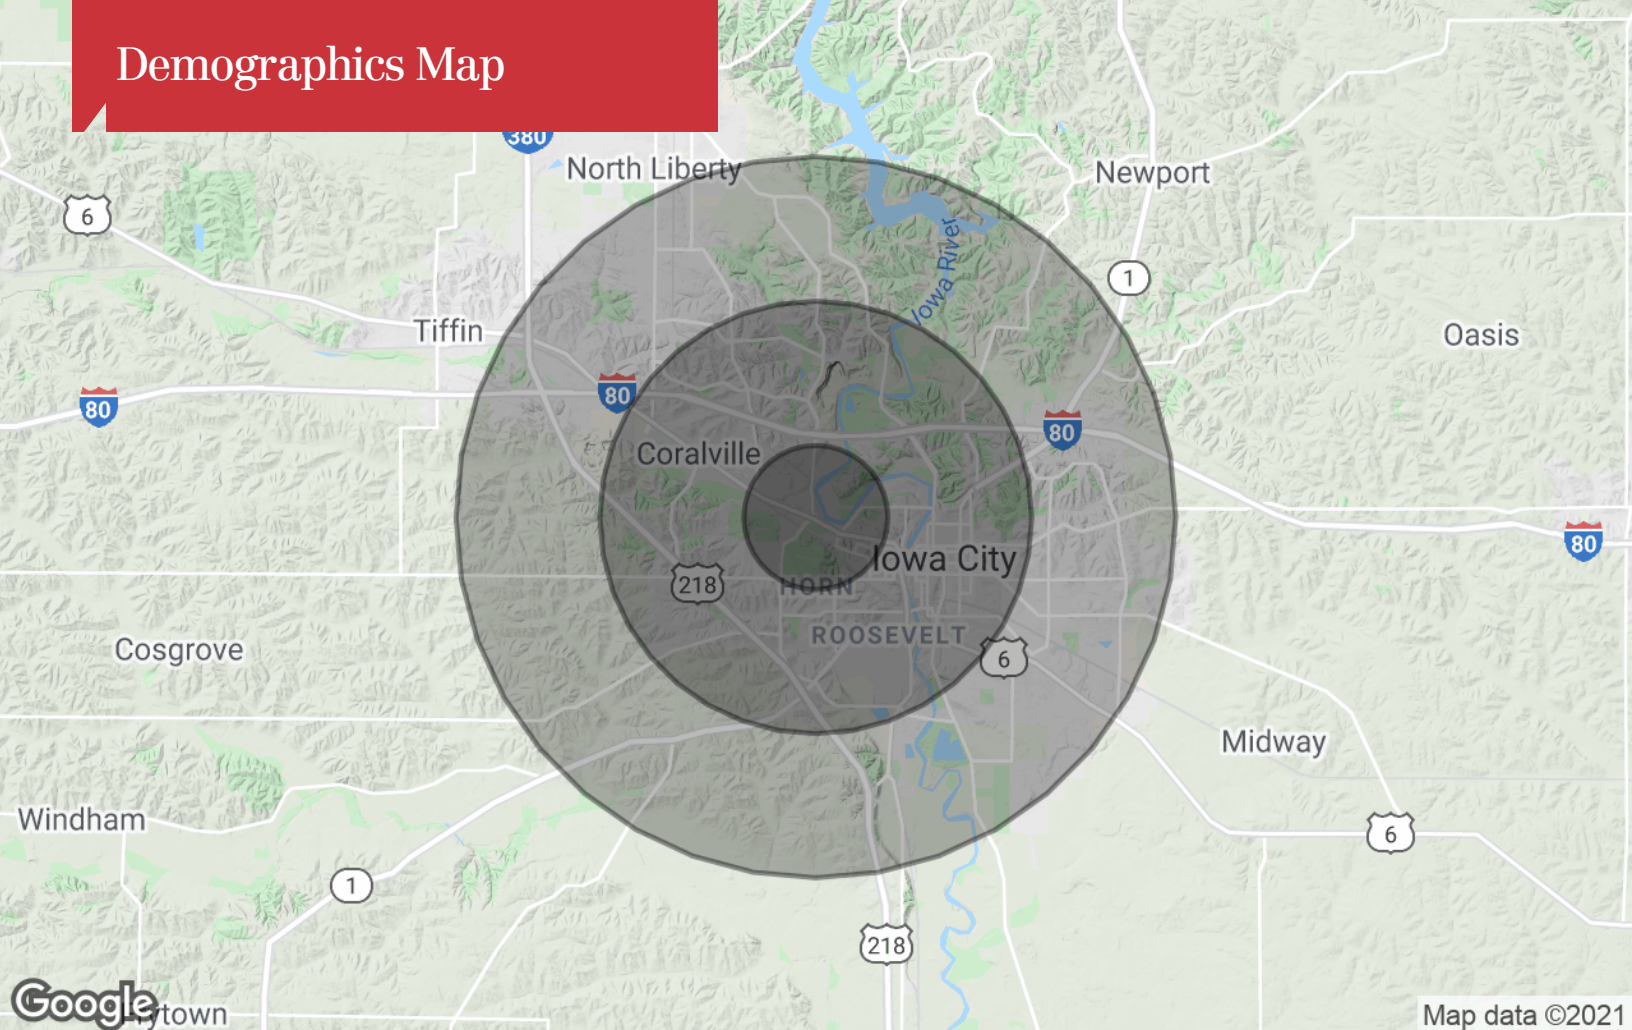 Demographics Map
380
North Liberty
Newport
6
Iowa River
1
Tiffin
Oasis
80
80
80
Coralville
80
Iowa City
218
HORN
ROOSEVELT
6
Cosgrove
Midway
Windham
6
1
218
Google
Frytown
Map data ©2021